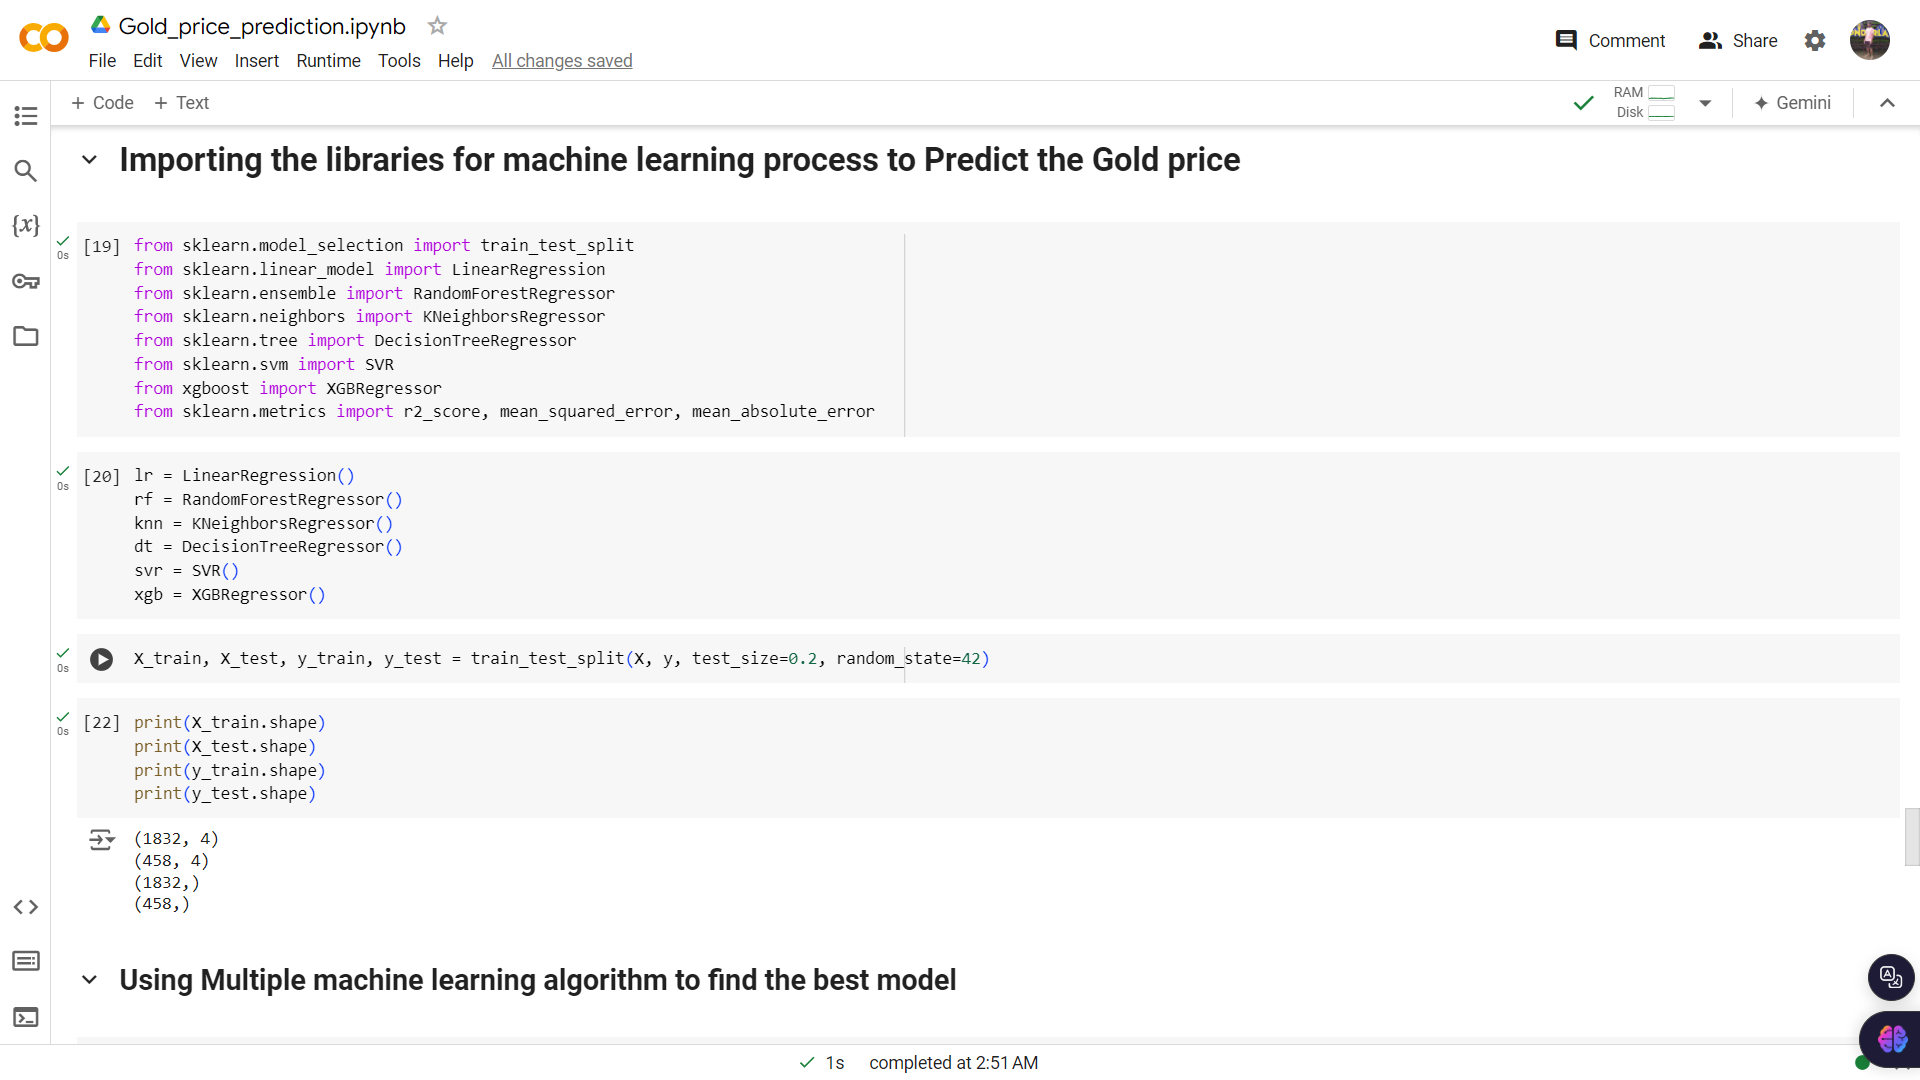 Gold_price_prediction.ipynb
File Edit View Insert Runtime Tools Help All changes saved
Comment
Share
+ Code + Text
RAM
Disk
Gemini
Importing the libraries for machine learning process to Predict the Gold price
0s
[19] from sklearn.model_selection import train_test_split
from sklearn.linear_model import LinearRegression
from sklearn.ensemble import RandomForestRegressor
from sklearn.neighbors import KNeighborsRegressor
from sklearn.tree import DecisionTreeRegressor
from sklearn.svm import SVR
from xgboost import XGBRegressor
from sklearn.metrics import r2_score, mean_squared_error, mean_absolute_error
0s
[20] lr = LinearRegression()
rf = RandomForestRegressor()
knn = KNeighborsRegressor()
dt = DecisionTreeRegressor()
svr = SVR()
xgb = XGBRegressor()
0s
X_train, X_test, y_train, y_test = train_test_split(X, y, test_size=0.2, random_state=42)
0s
[22] print(X_train.shape)
print(X_test.shape)
print(y_train.shape)
print(y_test.shape)
(1832, 4)
(458, 4)
(1832,)
(458,)
Using Multiple machine learning algorithm to find the best model
1s completed at 2:51 AM